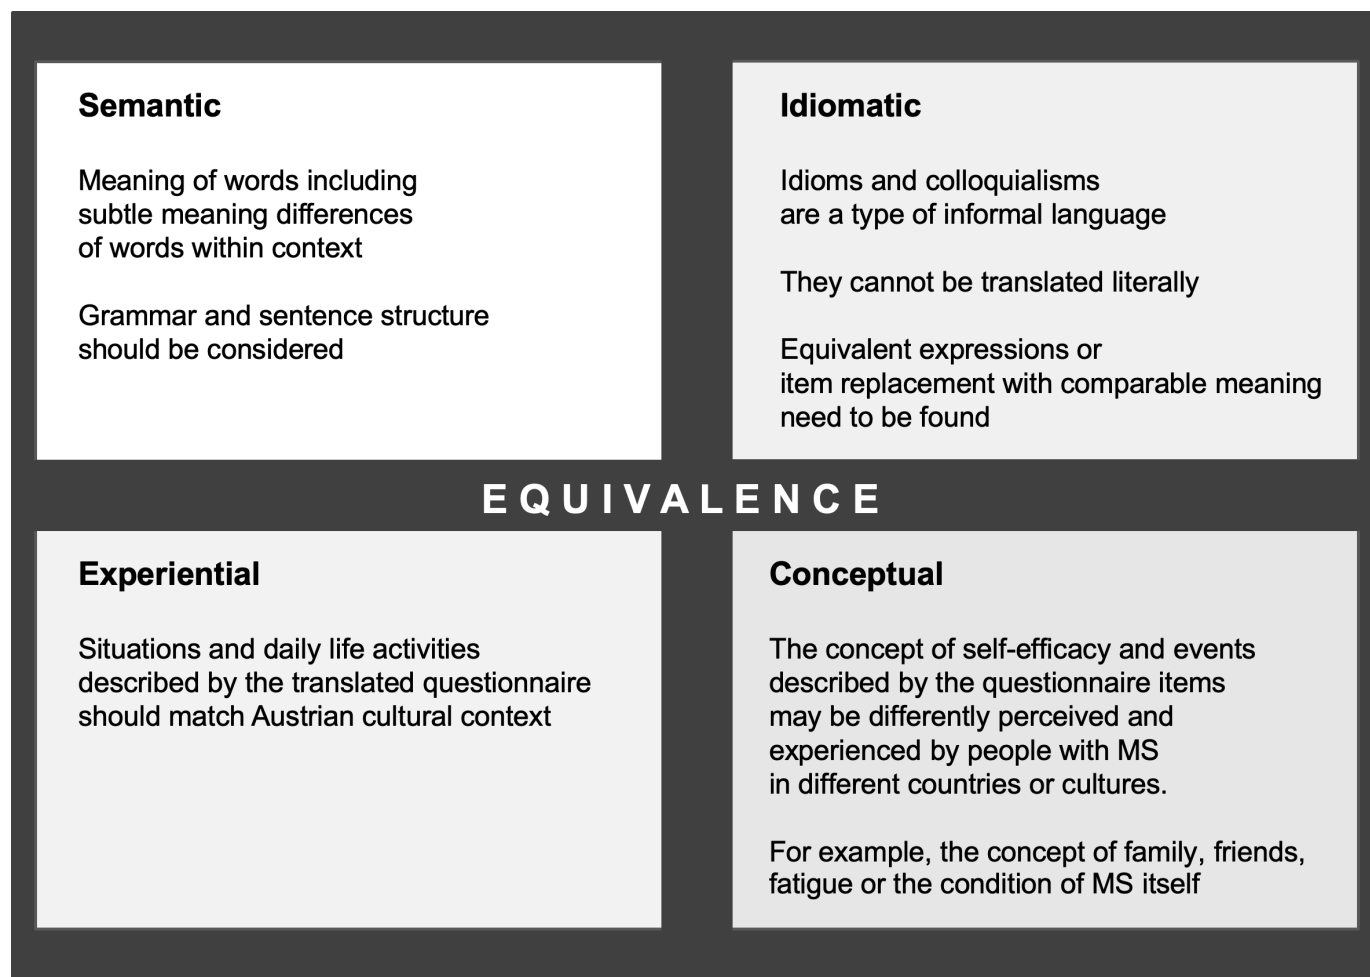 Semantic
Meaning of words including
subtle meaning differences
of words within context
Grammar and sentence structure
should be considered
Idiomatic
Idioms and colloquialisms
are a type of informal language
They cannot be translated literally
Equivalent expressions or
item replacement with comparable meaning
need to be found
EQUIVALENCE
Experiential
Situations and daily life activities
described by the translated questionnaire
should match Austrian cultural context
Conceptual
The concept of self-efficacy and events
described by the questionnaire items
may be differently perceived and
experienced by people with MS
in different countries or cultures.
For example, the concept of family, friends,
fatigue or the condition of MS itself